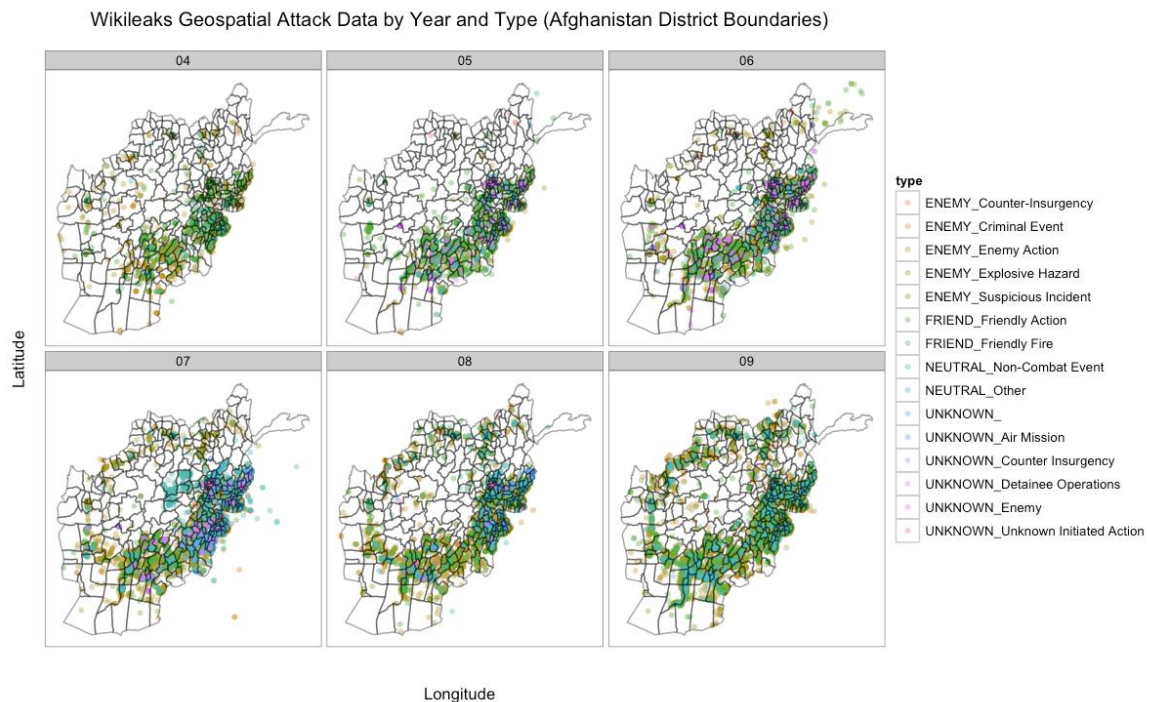 Wikileaks Geospatial Attack Data by Year and Type (Afghanistan District Boundaries)
04
05
06
07
08
09
Latitude
Longitude
type
ENEMY_Counter-Insurgency
ENEMY_Criminal Event
ENEMY_Enemy Action
ENEMY_Explosive Hazard
ENEMY_Suspicious Incident
FRIEND_Friendly Action
FRIEND_Friendly Fire
NEUTRAL_Non-Combat Event
NEUTRAL_Other
UNKNOWN_
UNKNOWN_Air Mission
UNKNOWN_Counter Insurgency
UNKNOWN_Detainee Operations
UNKNOWN_Enemy
UNKNOWN_Unknown Initiated Action